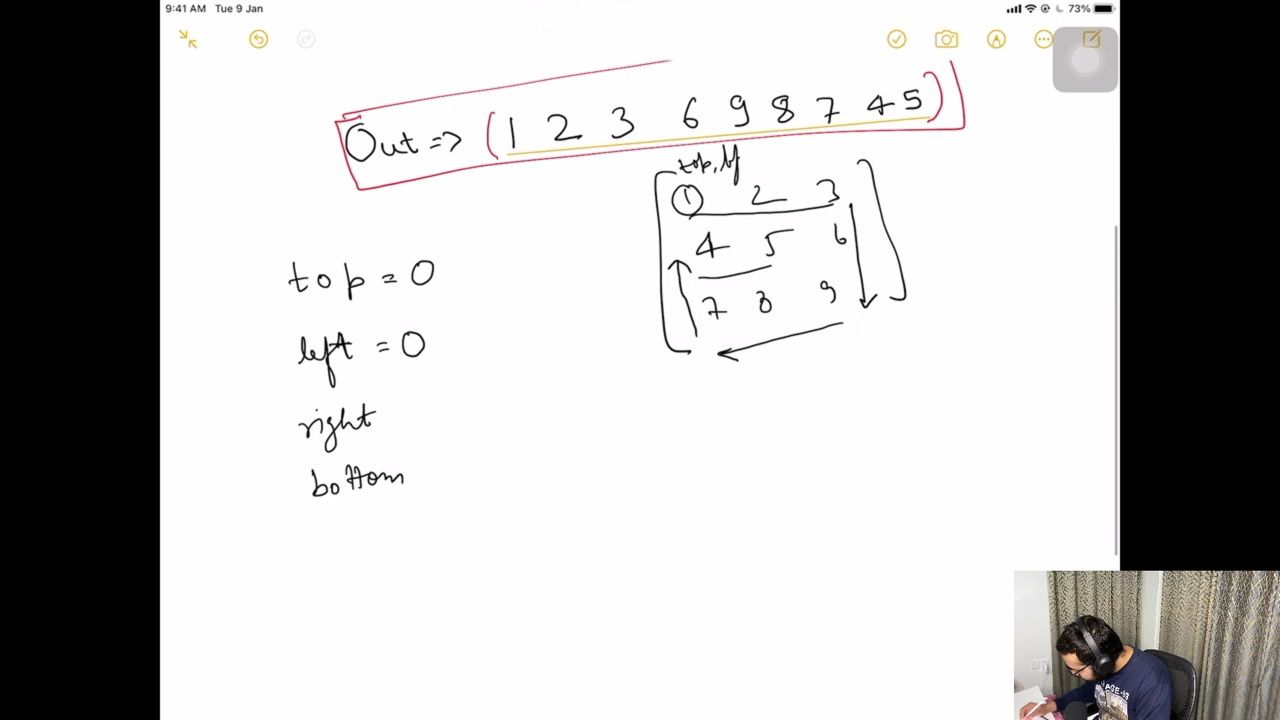 9:41 AM Tue 9 Jan
73%
Out => (1 2 3 6 9 8 7 4 5)
top, lf
1 2 3
4 5 6
7 8 9
top = 0
left = 0
right
bottom